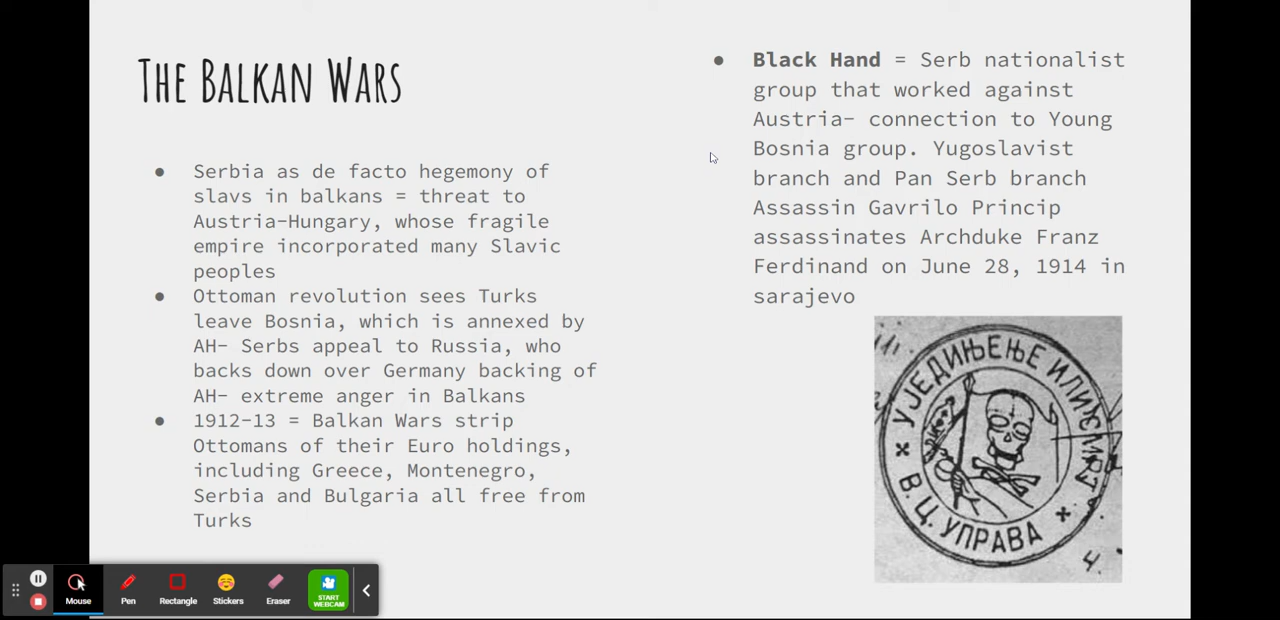 The Balkan Wars
Serbia as de facto hegemony of
slavs in balkans = threat to
Austria-Hungary, whose fragile
empire incorporated many Slavic
peoples
Ottoman revolution sees Turks
leave Bosnia, which is annexed by
AH- Serbs appeal to Russia, who
backs down over Germany backing of
AH- extreme anger in Balkans
1912-13 = Balkan Wars strip
Ottomans of their Euro holdings,
including Greece, Montenegro,
Serbia and Bulgaria all free from
Turks
Black Hand = Serb nationalist
group that worked against
Austria- connection to Young
Bosnia group. Yugoslavist
branch and Pan Serb branch
Assassin Gavrilo Princip
assassinates Archduke Franz
Ferdinand on June 28, 1914 in
sarajevo
УЈЕДИЊЕЊЕ ИЛИ СМРТ
В.Ц. УПРАВА
4.
Mouse
Pen
Rectangle
Stickers
Eraser
START
WEBCAM